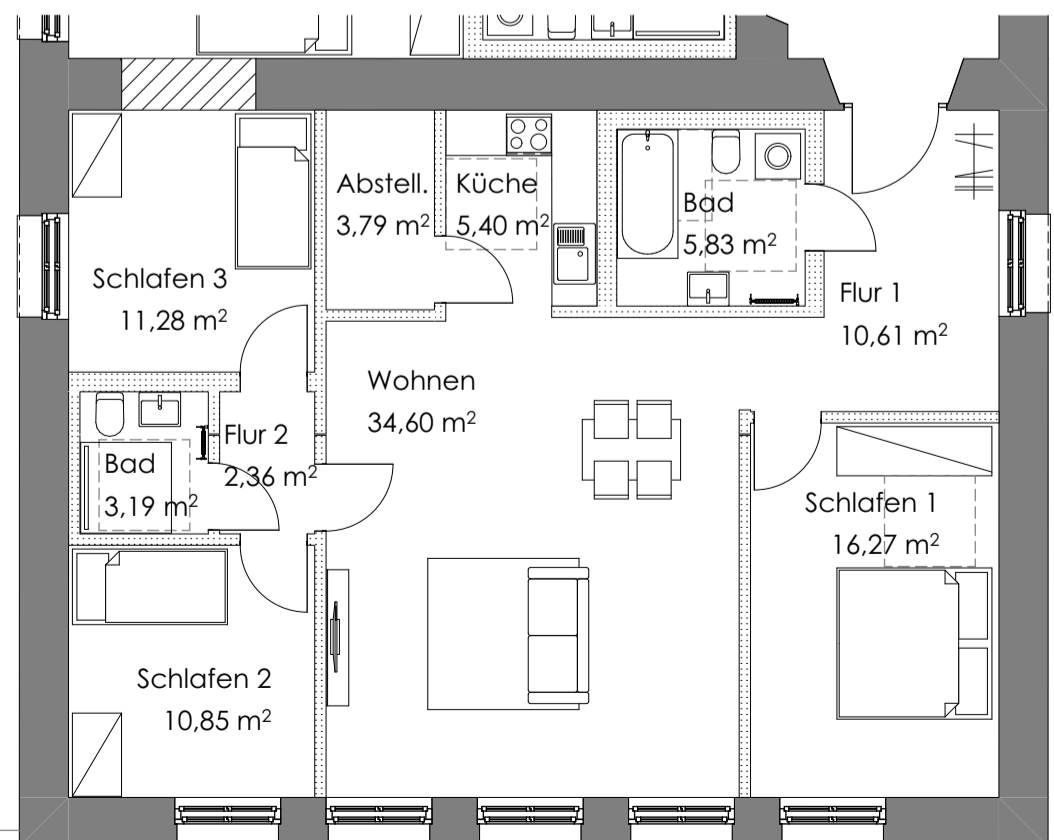 Abstell.
3,79 m²
Küche
5,40 m²
Bad
5,83 m²
Schlafen 3
11,28 m²
Flur 1
10,61 m²
Wohnen
34,60 m²
Flur 2
2,36 m²
Bad
3,19 m²
Schlafen 1
16,27 m²
Schlafen 2
10,85 m²